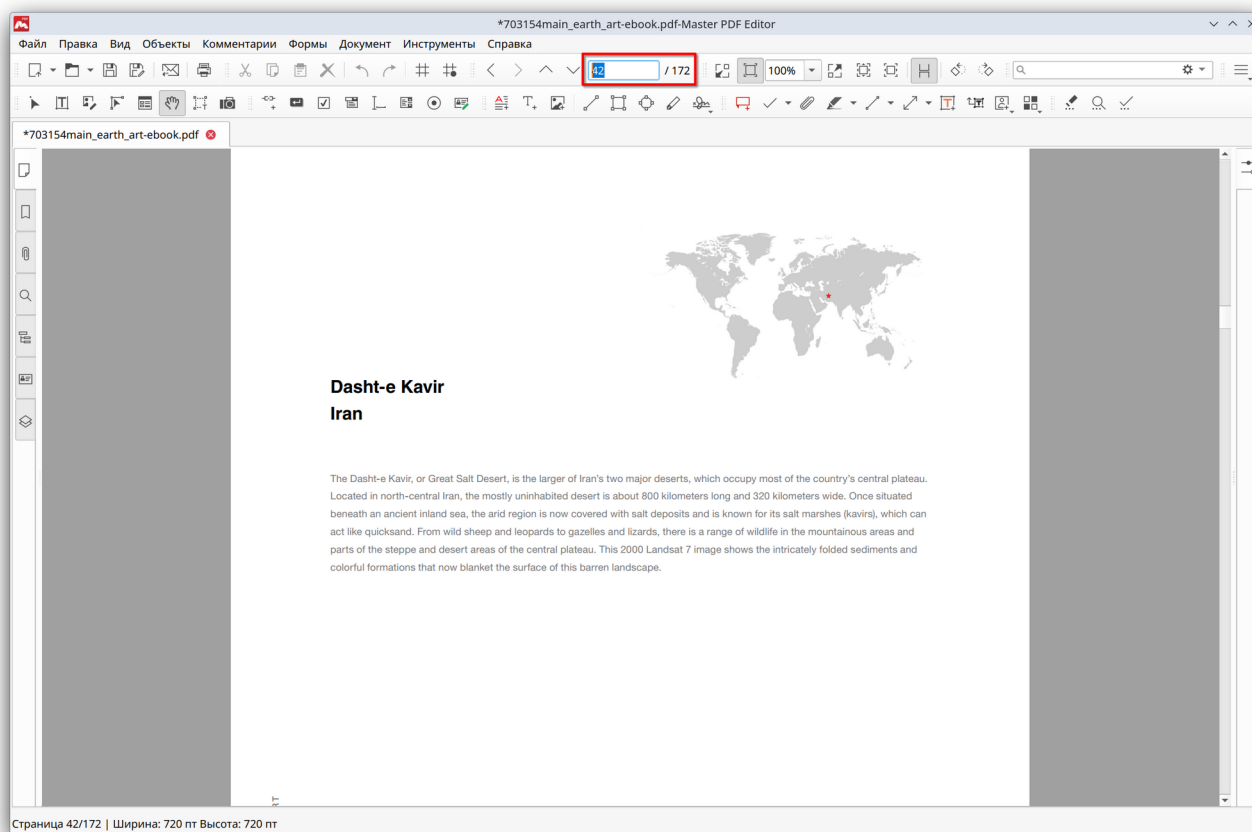 *703154main_earth_art-ebook.pdf-Master PDF Editor
Файл Правка Вид Объекты Комментарии Формы Документ Инструменты Справка
42 / 172 100%
*703154main_earth_art-ebook.pdf
Dasht-e Kavir
Iran
The Dasht-e Kavir, or Great Salt Desert, is the larger of Iran's two major deserts, which occupy most of the country's central plateau.
Located in north-central Iran, the mostly uninhabited desert is about 800 kilometers long and 320 kilometers wide. Once situated
beneath an ancient inland sea, the arid region is now covered with salt deposits and is known for its salt marshes (kavirs), which can
act like quicksand. From wild sheep and leopards to gazelles and lizards, there is a range of wildlife in the mountainous areas and
parts of the steppe and desert areas of the central plateau. This 2000 Landsat 7 image shows the intricately folded sediments and
colorful formations that now blanket the surface of this barren landscape.
Страница 42/172 | Ширина: 720 пт Высота: 720 пт